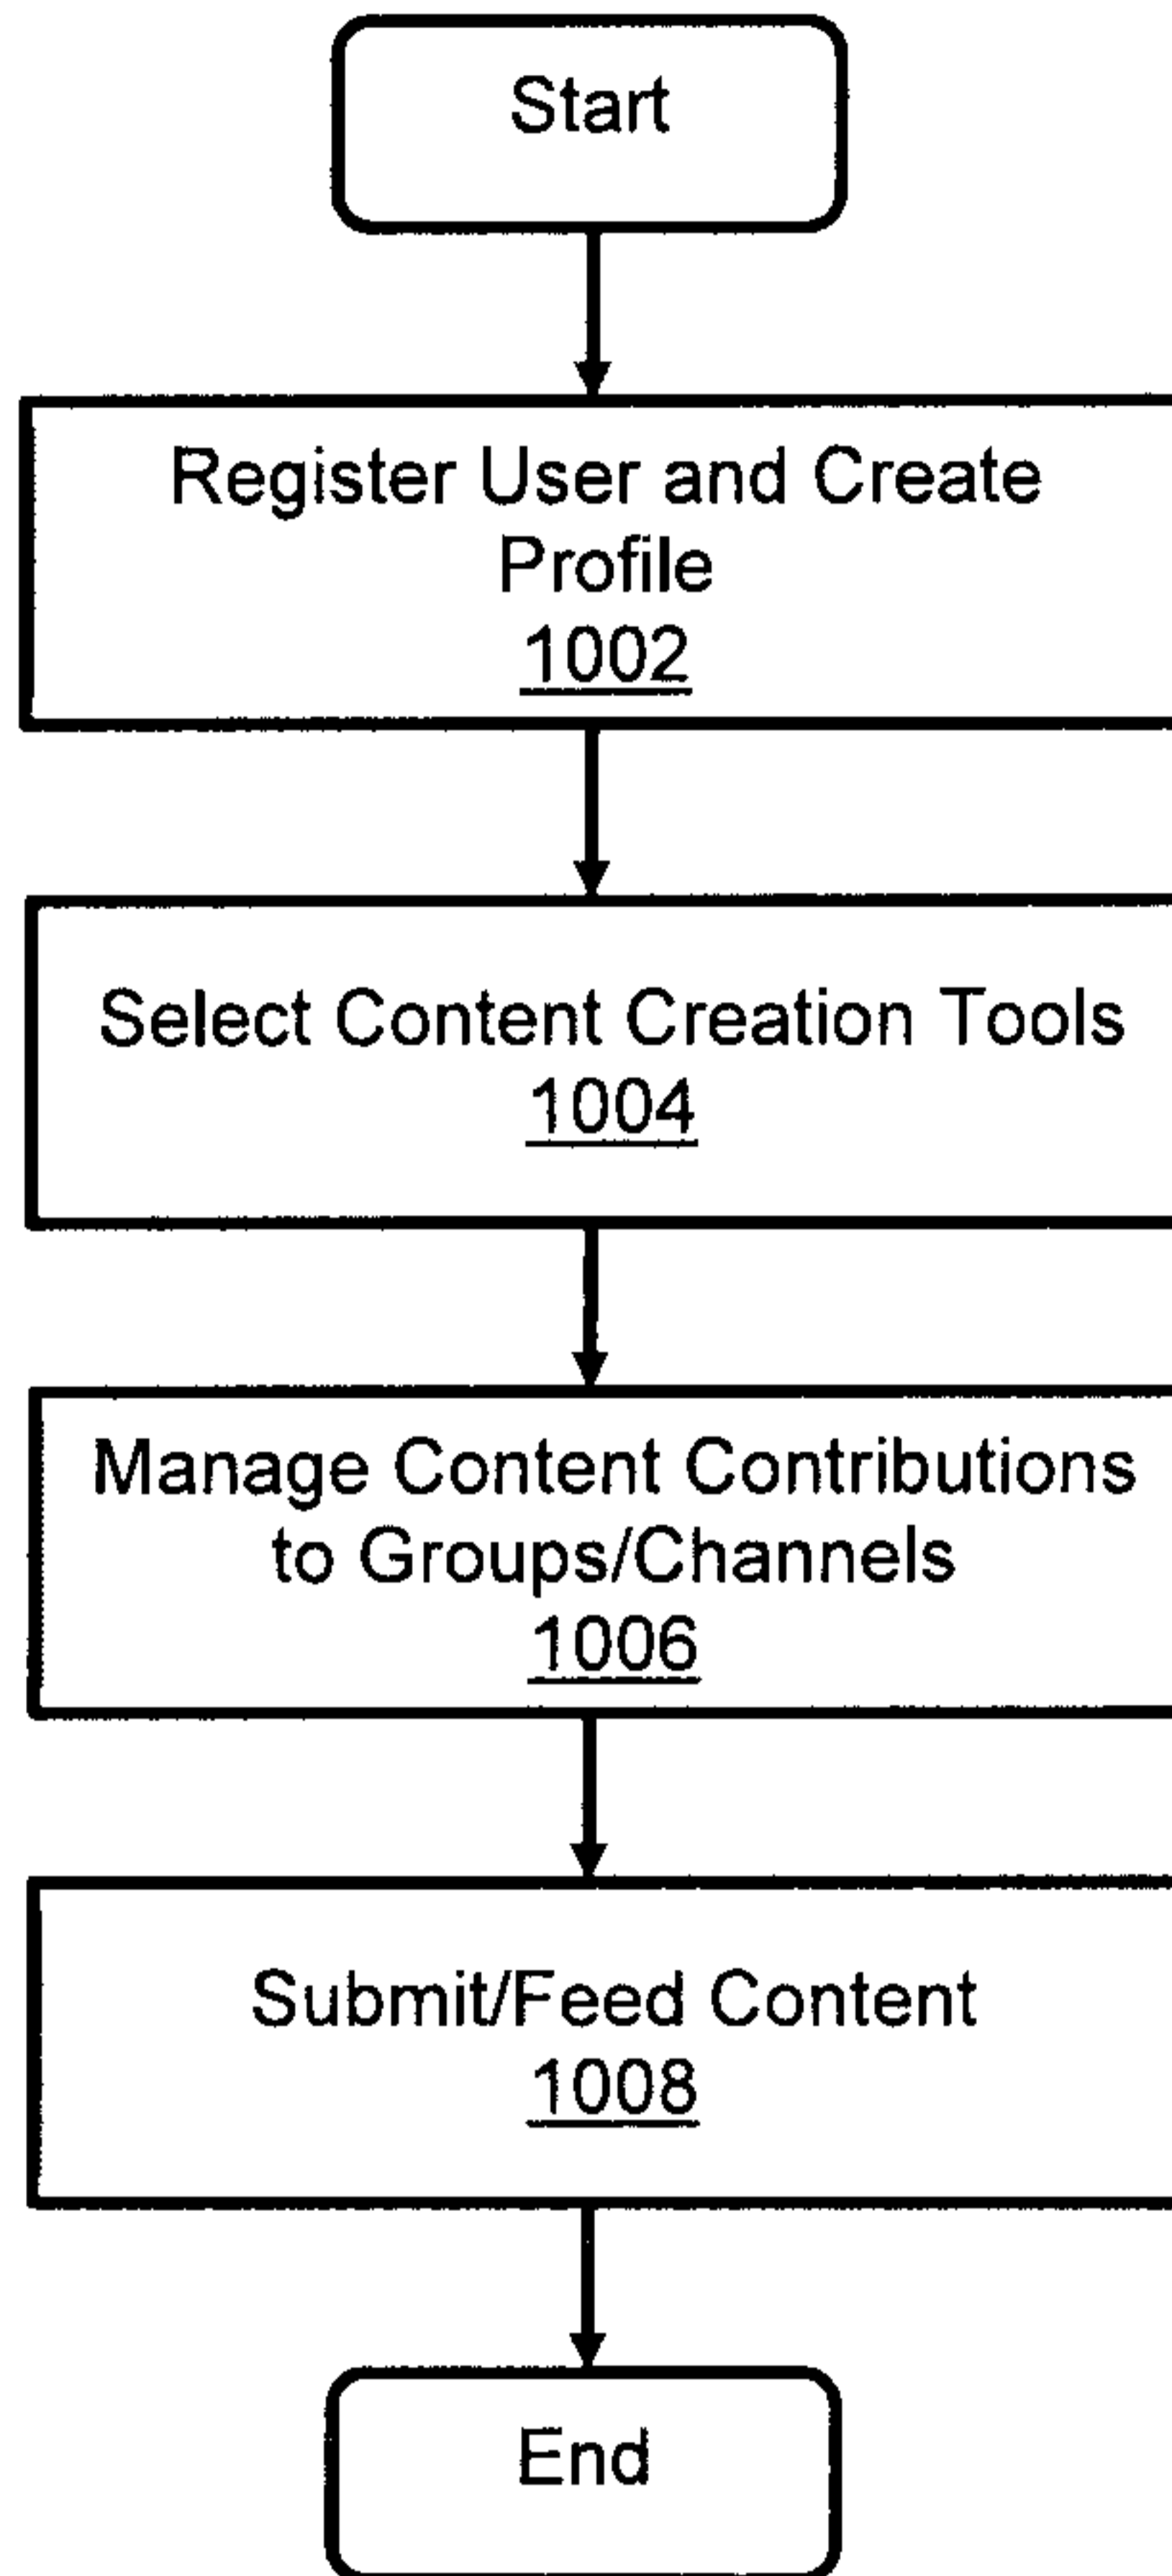 Start
Register User and Create
Profile
1002
Select Content Creation Tools
1004
Manage Content Contributions
to Groups/Channels
1006
Submit/Feed Content
1008
End